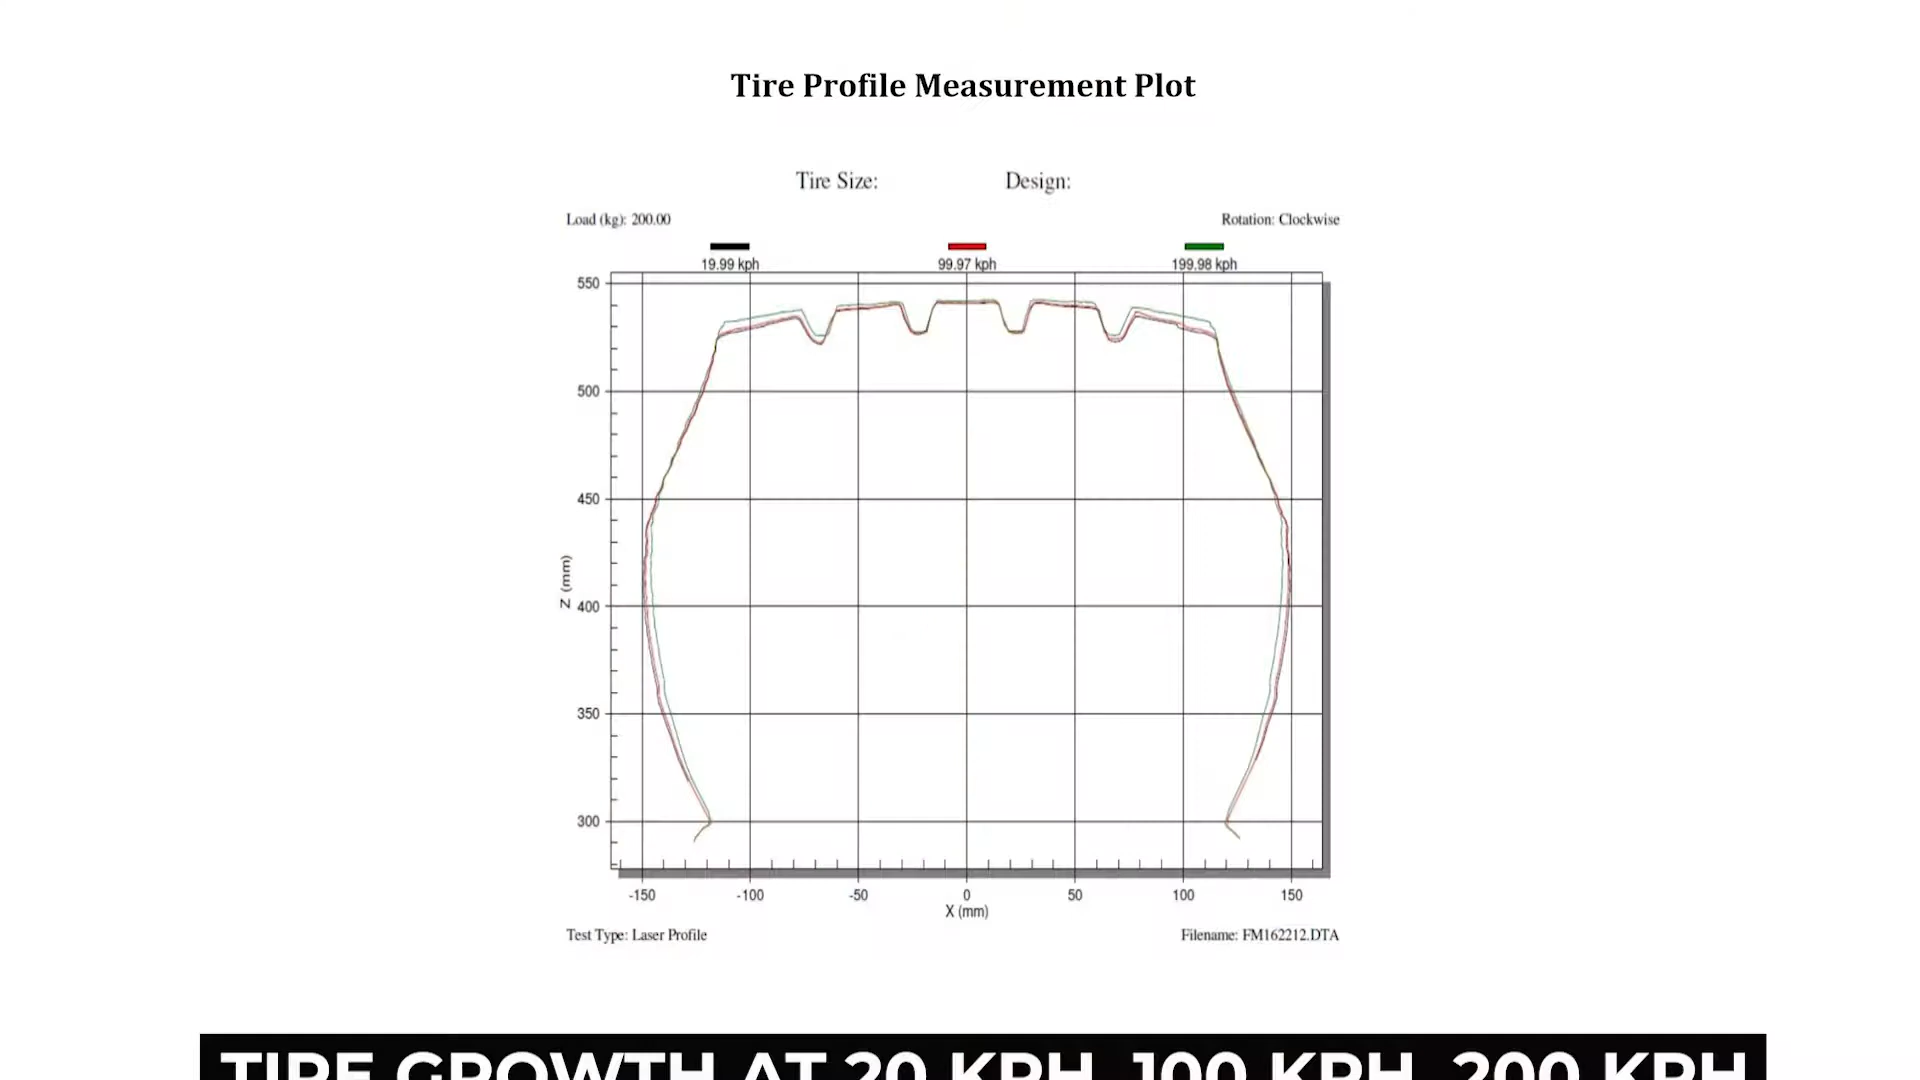 Tire Profile Measurement Plot
Tire Size: Design:
Load (kg): 200.00 Rotation: Clockwise
19.99 kph 99.97 kph 199.98 kph
550
500
450
400
350
300
Z (mm)
-150 -100 -50 0 50 100 150
X (mm)
Test Type: Laser Profile Filename: FM162212.DTA
TIRE GROWTH AT 20 KPH, 100 KPH, 200 KPH